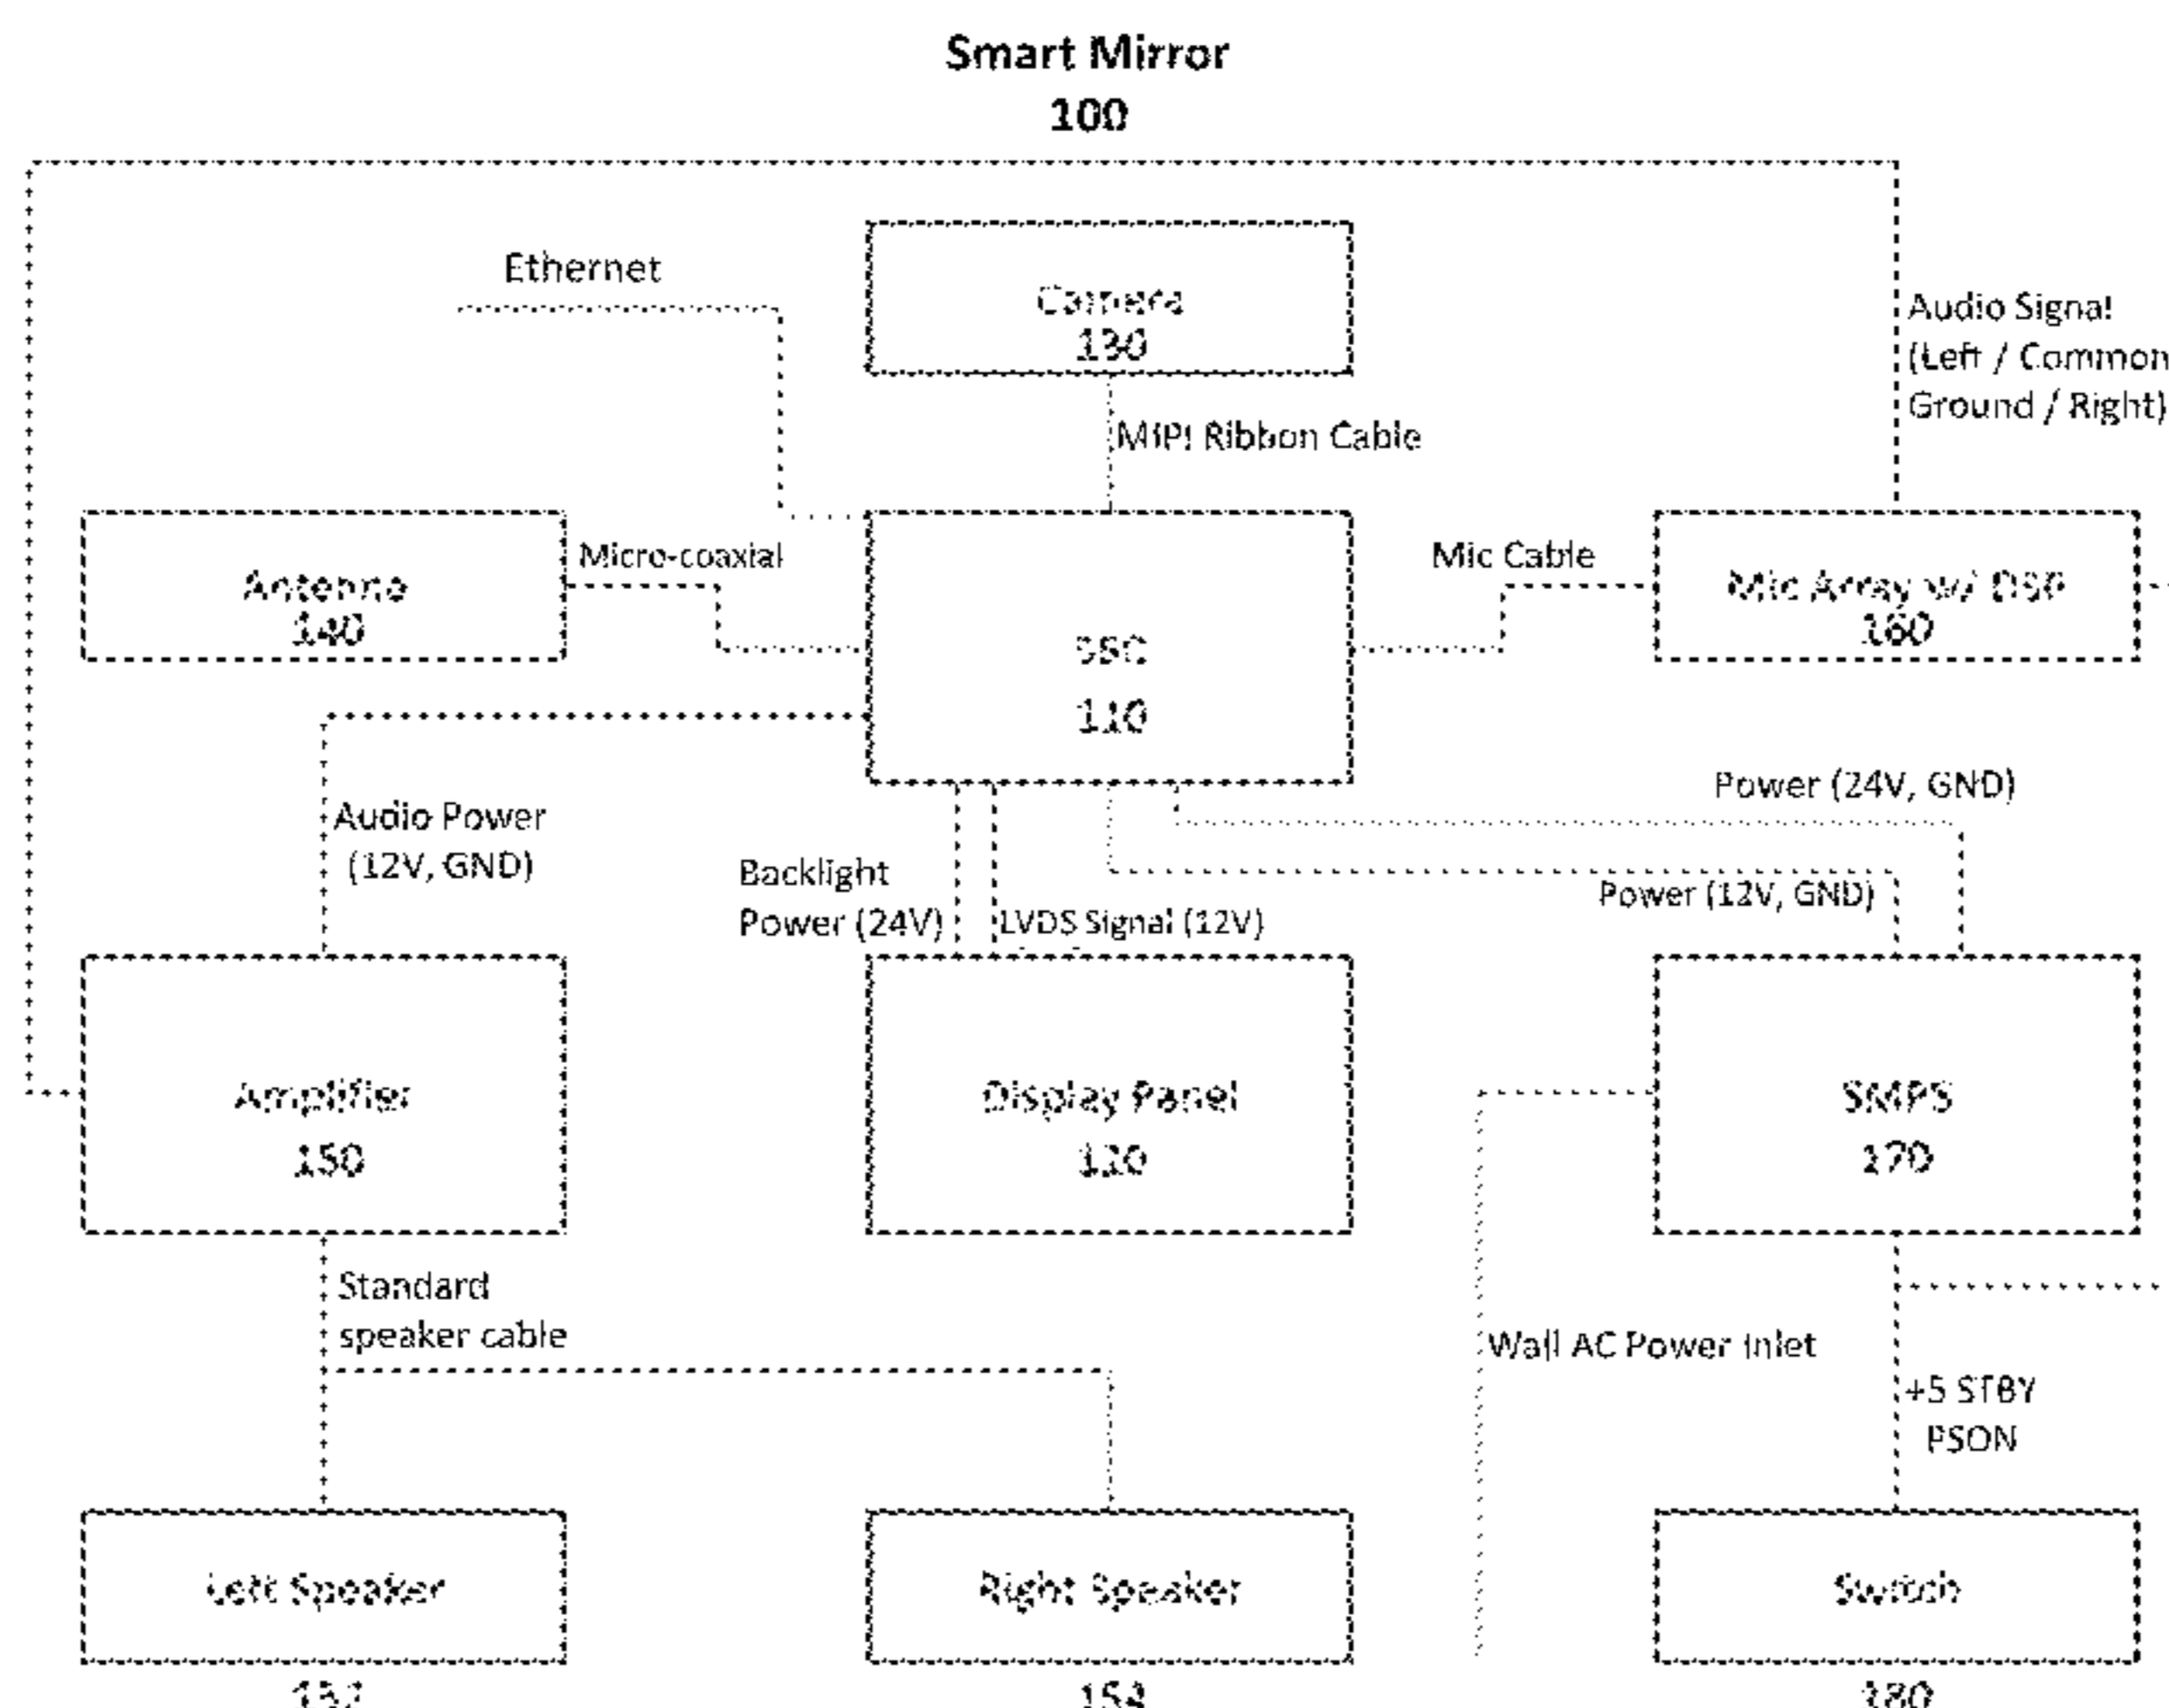 Smart Mirror
100
Ethernet
Camera
130
Audio Signal
(Left / Common
Ground / Right)
MIPI Ribbon Cable
Antenna
140
Micro-coaxial
110
Mic Cable
Mic Array w/ DSP
160
Audio Power
(12V, GND)
Backlight
Power (24V)
LVDS Signal (12V)
Power (24V, GND)
Power (12V, GND)
Amplifier
150
Display Panel
120
SMPS
170
Standard
speaker cable
Wall AC Power Inlet
+5 STBY
PSON
Left Speaker
Right Speaker
Switch
180